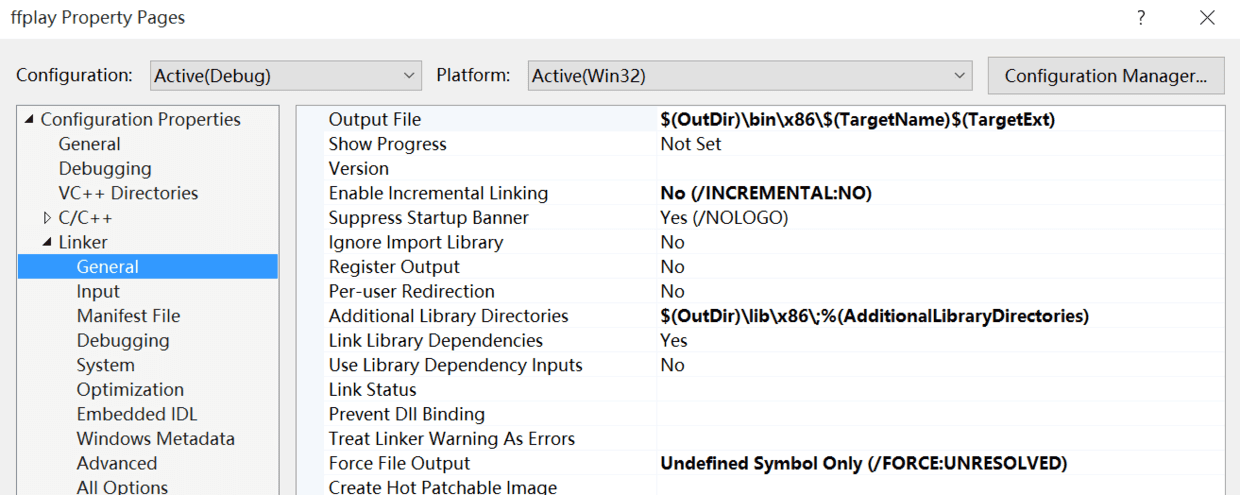 ffplay Property Pages
?
Configuration: Active(Debug) Platform: Active(Win32) Configuration Manager...
Configuration Properties
General
Debugging
VC++ Directories
C/C++
Linker
General
Input
Manifest File
Debugging
System
Optimization
Embedded IDL
Windows Metadata
Advanced
All Options
Output File $(OutDir)\bin\x86\$(TargetName)$(TargetExt)
Show Progress Not Set
Version
Enable Incremental Linking No (/INCREMENTAL:NO)
Suppress Startup Banner Yes (/NOLOGO)
Ignore Import Library No
Register Output No
Per-user Redirection No
Additional Library Directories $(OutDir)\lib\x86\;%(AdditionalLibraryDirectories)
Link Library Dependencies Yes
Use Library Dependency Inputs No
Link Status
Prevent Dll Binding
Treat Linker Warning As Errors
Force File Output Undefined Symbol Only (/FORCE:UNRESOLVED)
Create Hot Patchable Image